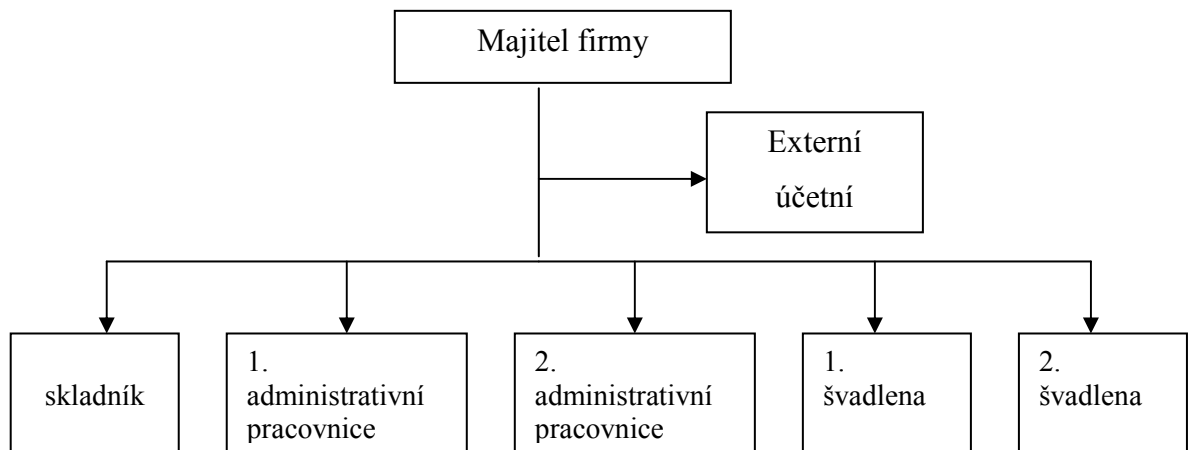 Majitel firmy
Externí
účetní
skladník
1.
administrativní
pracovnice
2.
administrativní
pracovnice
1.
švadlena
2.
švadlena